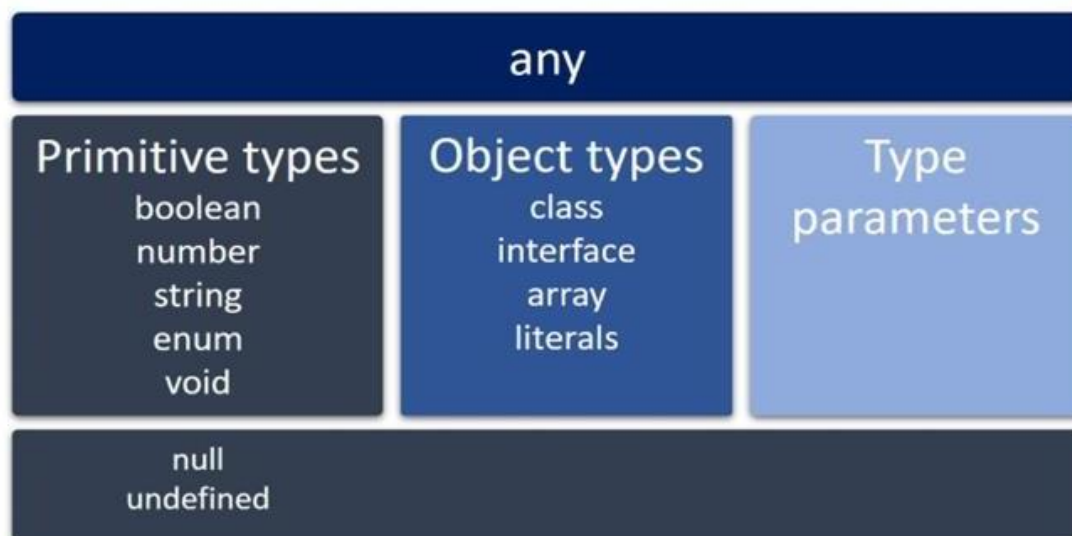 any
Primitive types
boolean
number
string
enum
void
Object types
class
interface
array
literals
Type
parameters
null
undefined